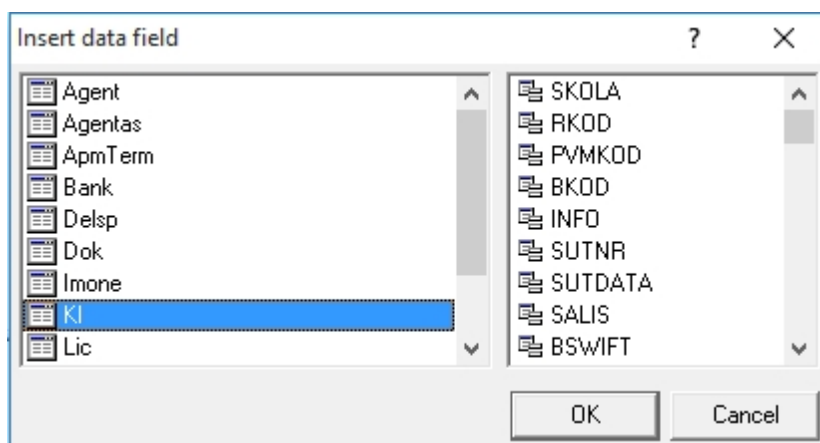 Insert data field
?
Agent
Agentas
ApmTerm
Bank
Delsp
Dok
Imone
Kl
Lic
SKOLA
RKOD
PVMKOD
BKOD
INFO
SUTNR
SUTDATA
SALIS
BSWIFT
OK
Cancel